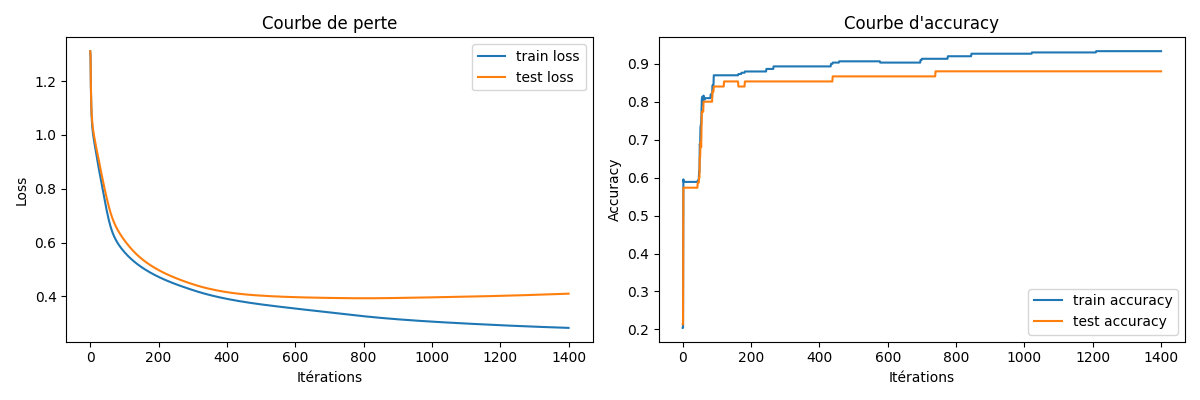 Courbe de perte
Loss
1.2
1.0
0.8
0.6
0.4
train loss
test loss
0 200 400 600 800 1000 1200 1400
Itérations
Courbe d'accuracy
Accuracy
0.9
0.8
0.7
0.6
0.5
0.4
0.3
0.2
train accuracy
test accuracy
0 200 400 600 800 1000 1200 1400
Itérations